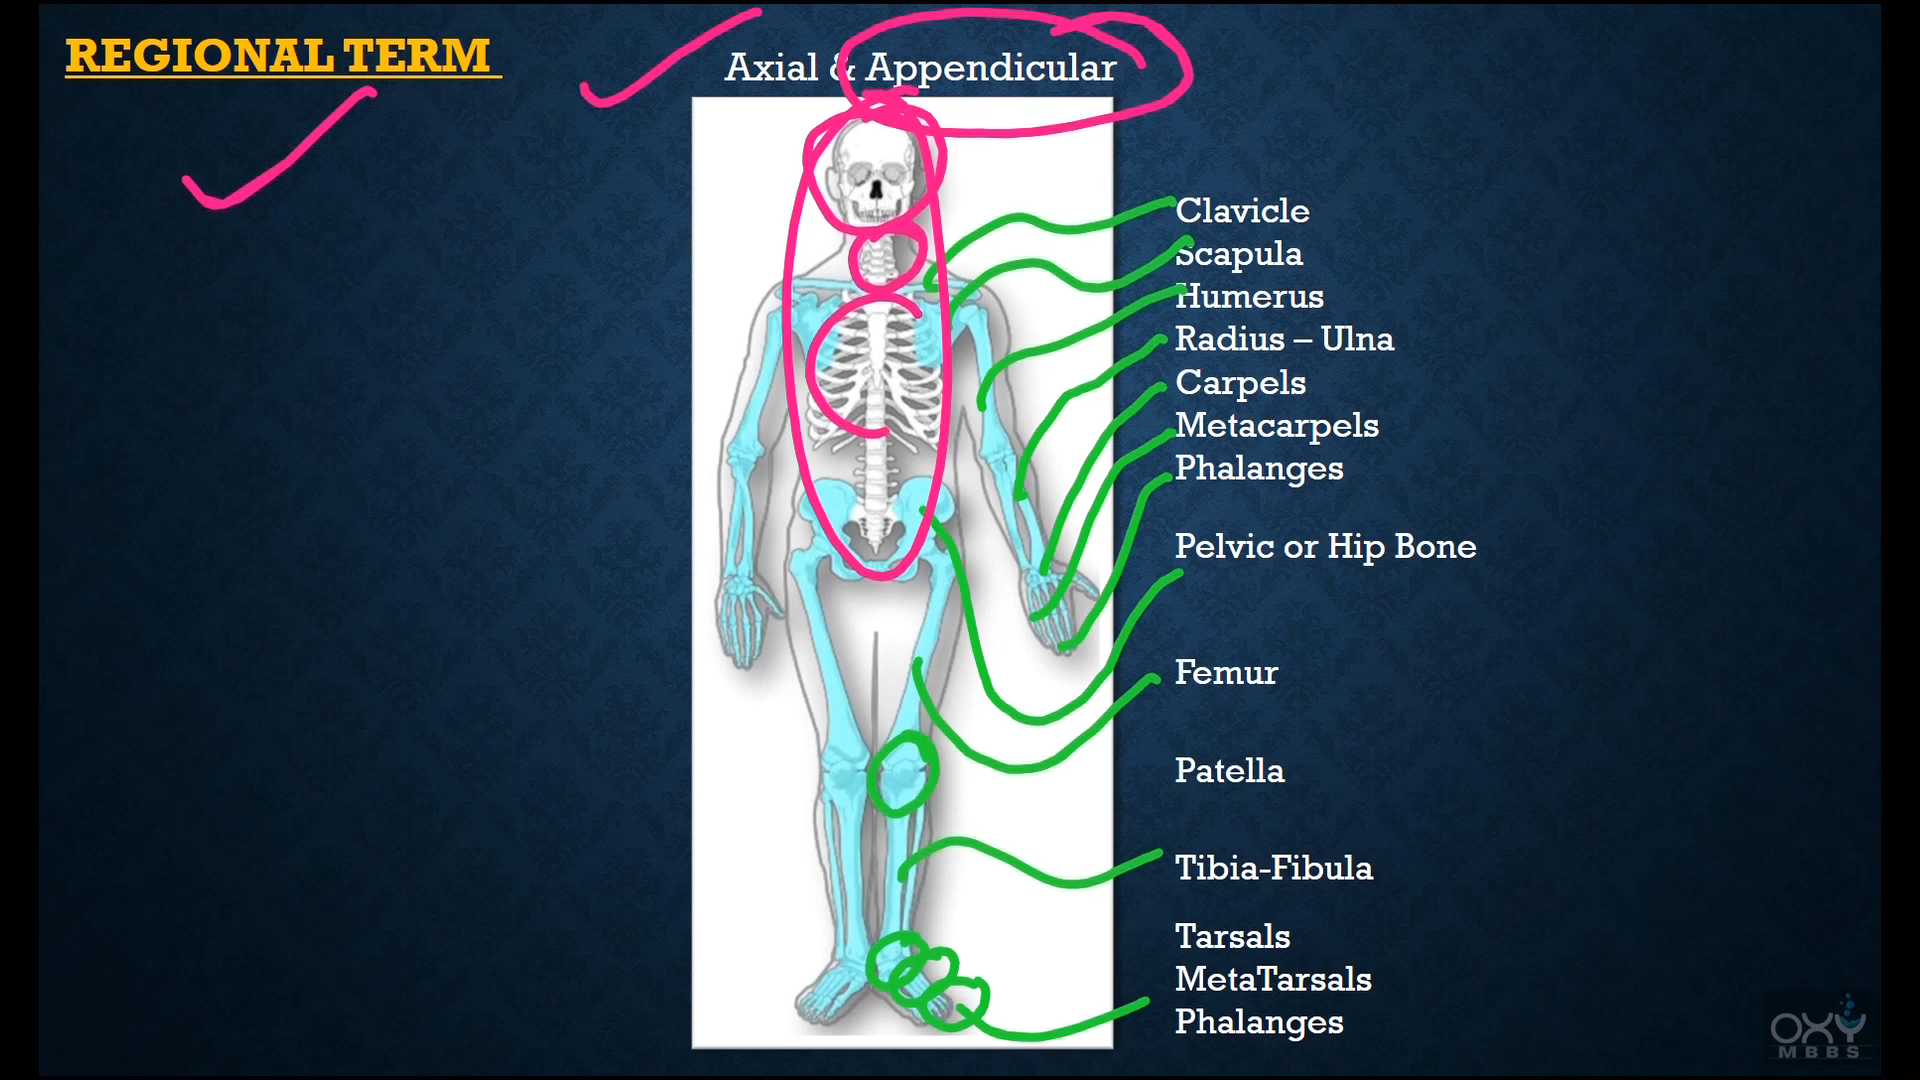 REGIONAL TERM
Axial & Appendicular
Clavicle
Scapula
Humerus
Radius – Ulna
Carpels
Metacarpels
Phalanges
Pelvic or Hip Bone
Femur
Patella
Tibia-Fibula
Tarsals
MetaTarsals
Phalanges
OXY
MBBS